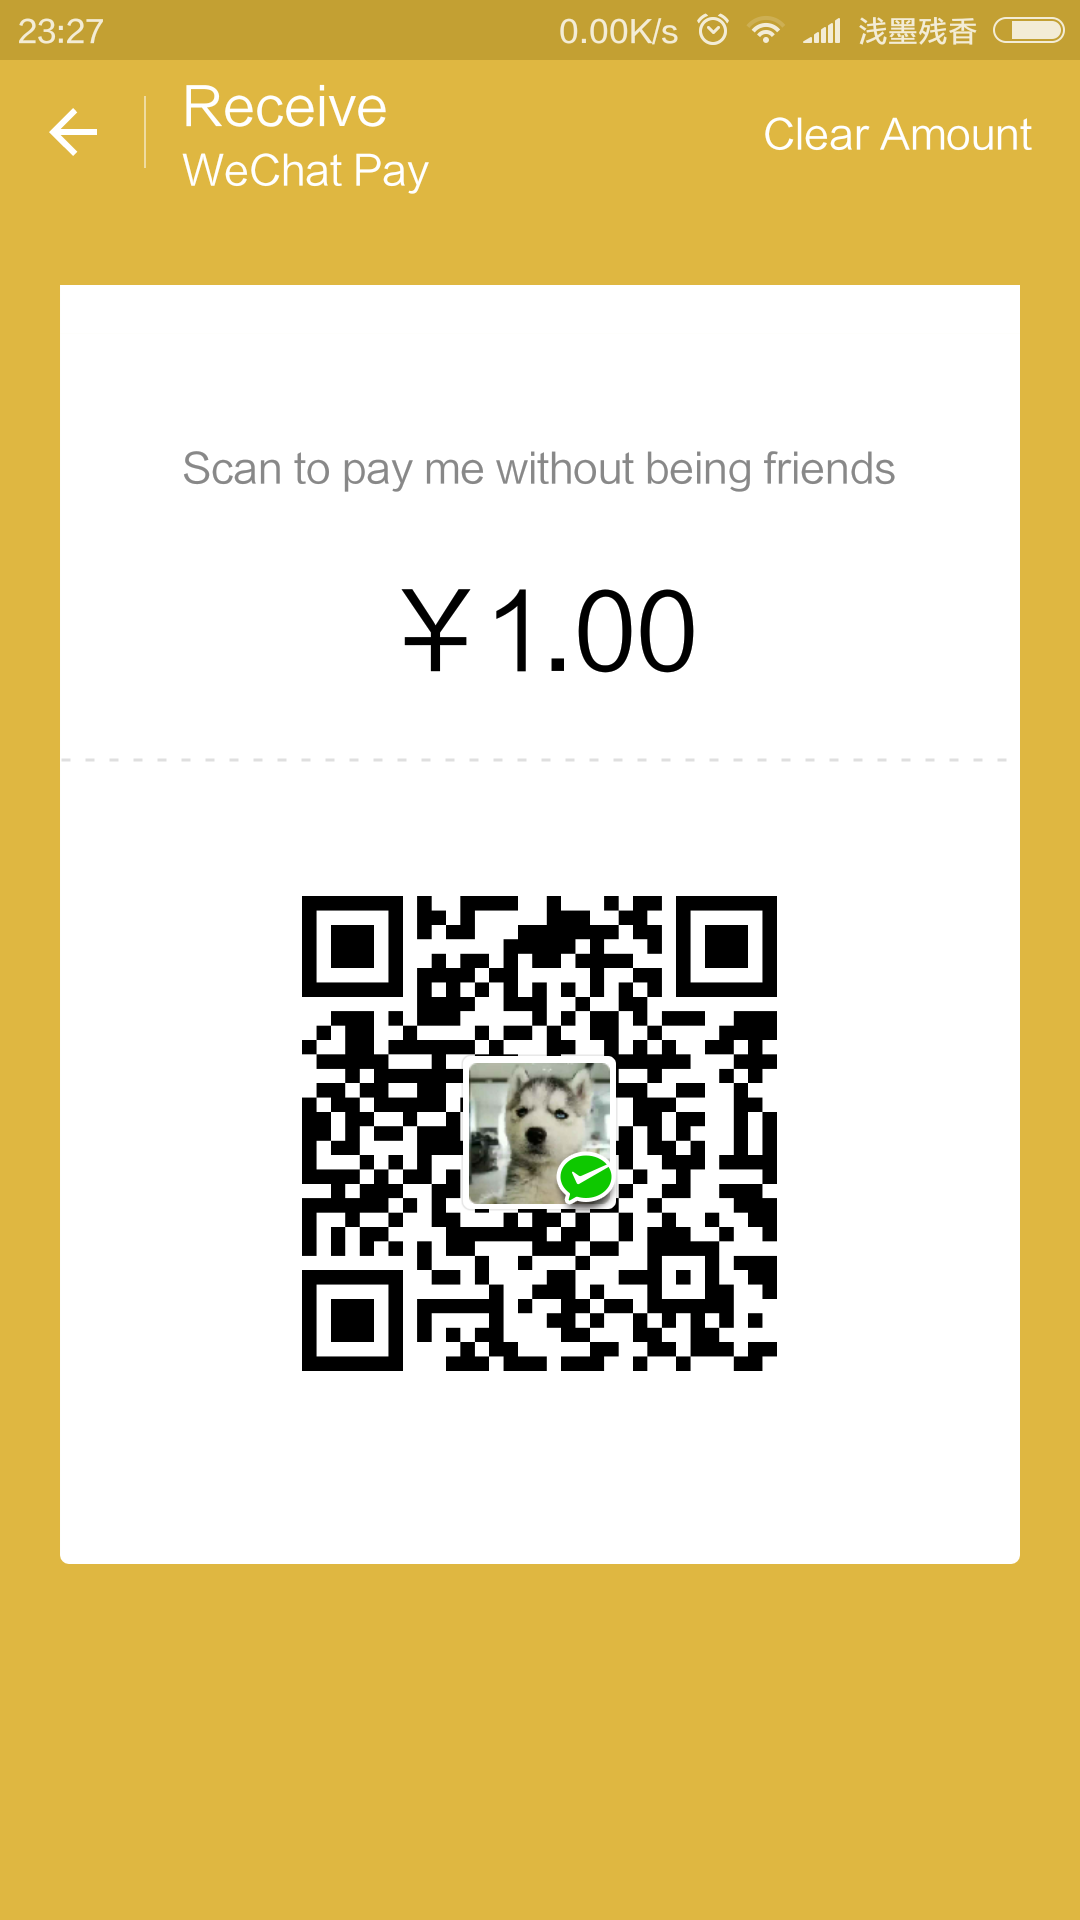 23:27 0.00K/s 浅墨残香
Receive
WeChat Pay
Clear Amount
Scan to pay me without being friends
￥1.00